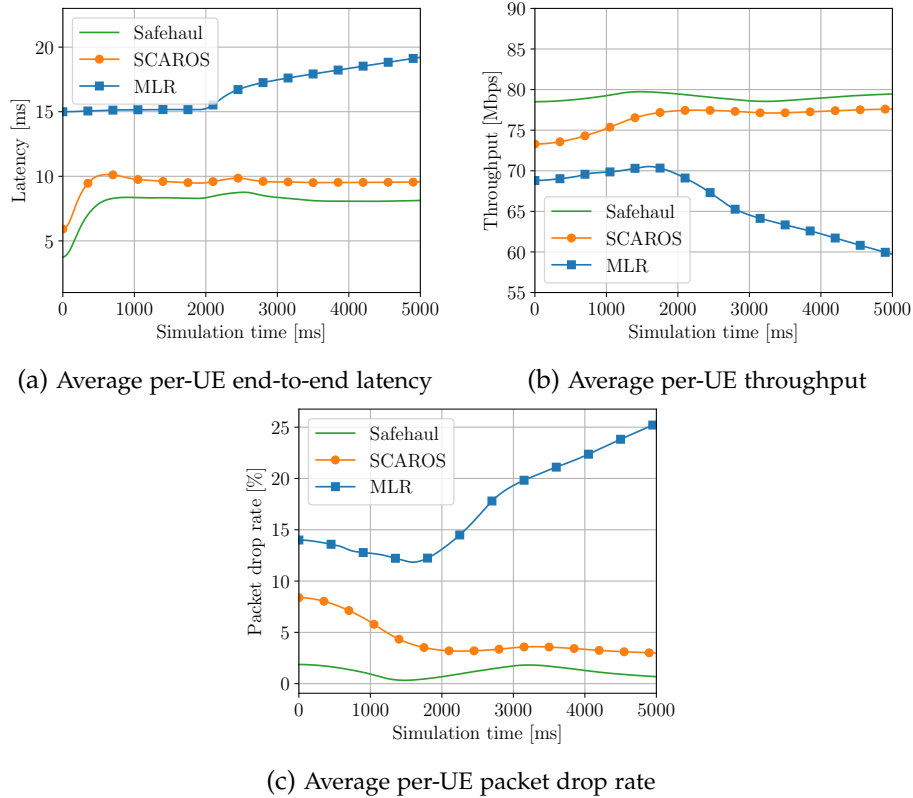 Safehaul
SCAROS
MLR
20
15
10
5
Latency [ms]
0 1000 2000 3000 4000 5000
Simulation time [ms]
(a) Average per-UE end-to-end latency
90
85
80
75
70
65
60
55
Throughput [Mbps]
Safehaul
SCAROS
MLR
0 1000 2000 3000 4000 5000
Simulation time [ms]
(b) Average per-UE throughput
Safehaul
SCAROS
MLR
25
20
15
10
5
0
Packet drop rate [%]
0 1000 2000 3000 4000 5000
Simulation time [ms]
(c) Average per-UE packet drop rate